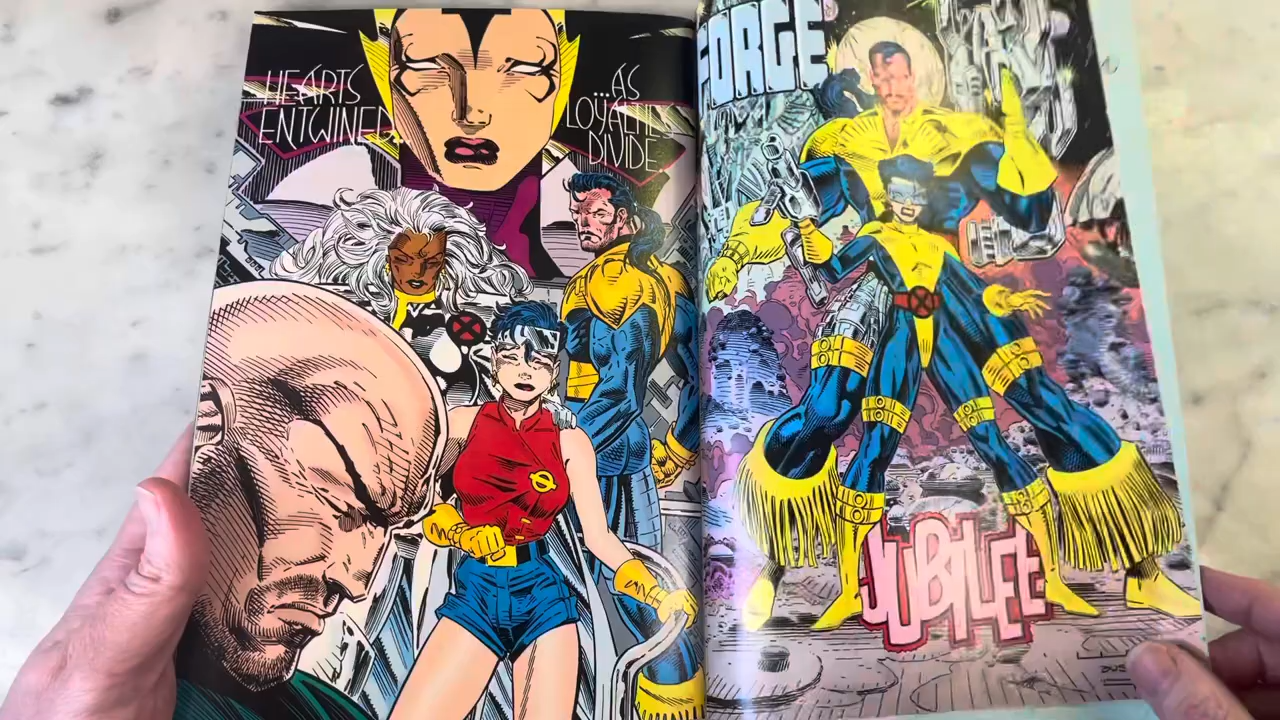 HEARTS
ENTWINED...
...AS
LOYALTIES
DIVIDE
FORGE
JUBILEE